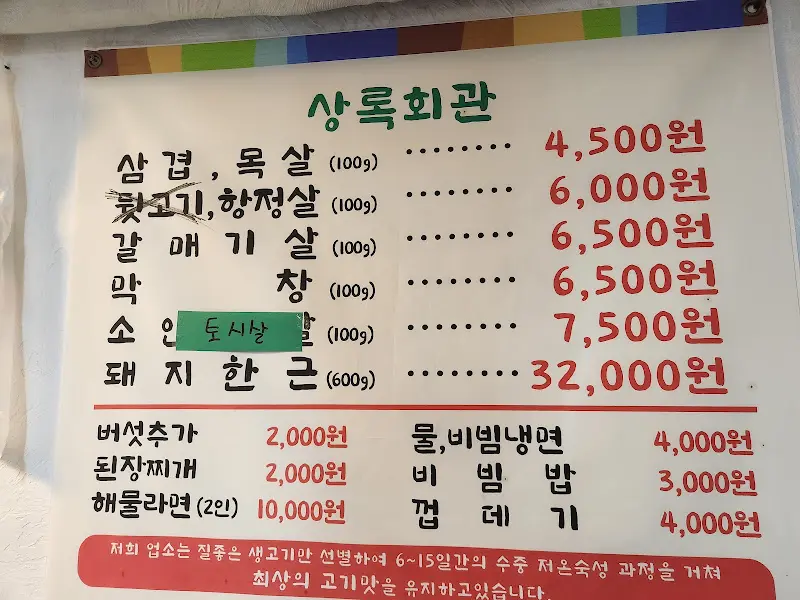 상록회관
삼겹, 목살 (100g) ········ 4,500원
뒷고기, 항정살 (100g) ········ 6,000원
갈매기살 (100g) ········ 6,500원
막창 (100g) ········ 6,500원
소 토시살 (100g) ········ 7,500원
돼지한근 (600g) ········ 32,000원
버섯추가 2,000원
된장찌개 2,000원
해물라면 (2인) 10,000원
물,비빔냉면 4,000원
비빔밥 3,000원
껍데기 4,000원
저희 업소는 질좋은 생고기만 선별하여 6~15일간의 수중 저온숙성 과정을 거쳐
최상의 고기맛을 유지하고있습니다.